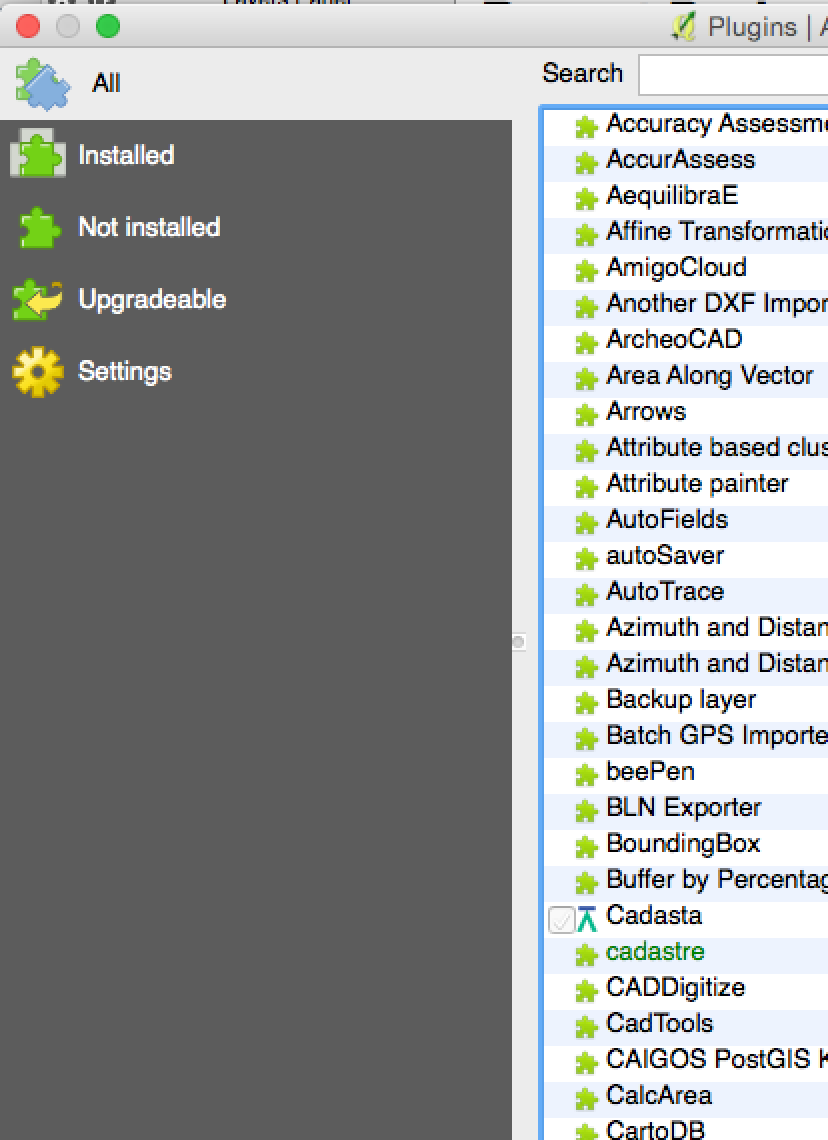 Plugins |
All
Installed
Not installed
Upgradeable
Settings
Search
Accuracy Assessme
AccurAssess
AequilibraE
Affine Transformatio
AmigoCloud
Another DXF Impor
ArcheoCAD
Area Along Vector
Arrows
Attribute based clus
Attribute painter
AutoFields
autoSaver
AutoTrace
Azimuth and Distan
Azimuth and Distan
Backup layer
Batch GPS Importe
beePen
BLN Exporter
BoundingBox
Buffer by Percentag
Cadasta
cadastre
CADDigitize
CadTools
CAIGOS PostGIS K
CalcArea
CartoDB